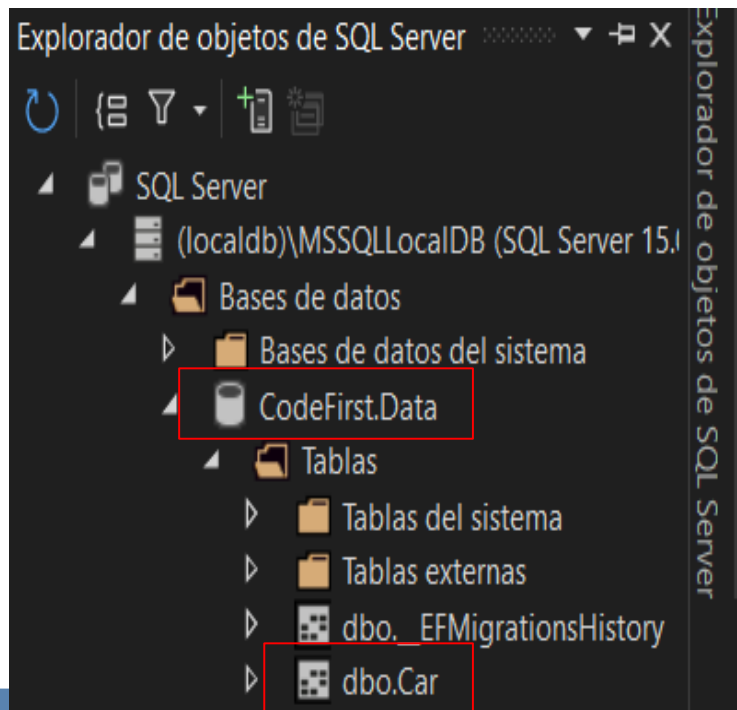 Explorador de objetos de SQL Server
SQL Server
(localdb)\MSSQLLocalDB (SQL Server 15.
Bases de datos
Bases de datos del sistema
CodeFirst.Data
Tablas
Tablas del sistema
Tablas externas
dbo.__EFMigrationsHistory
dbo.Car
Explorador de objetos de SQL Server